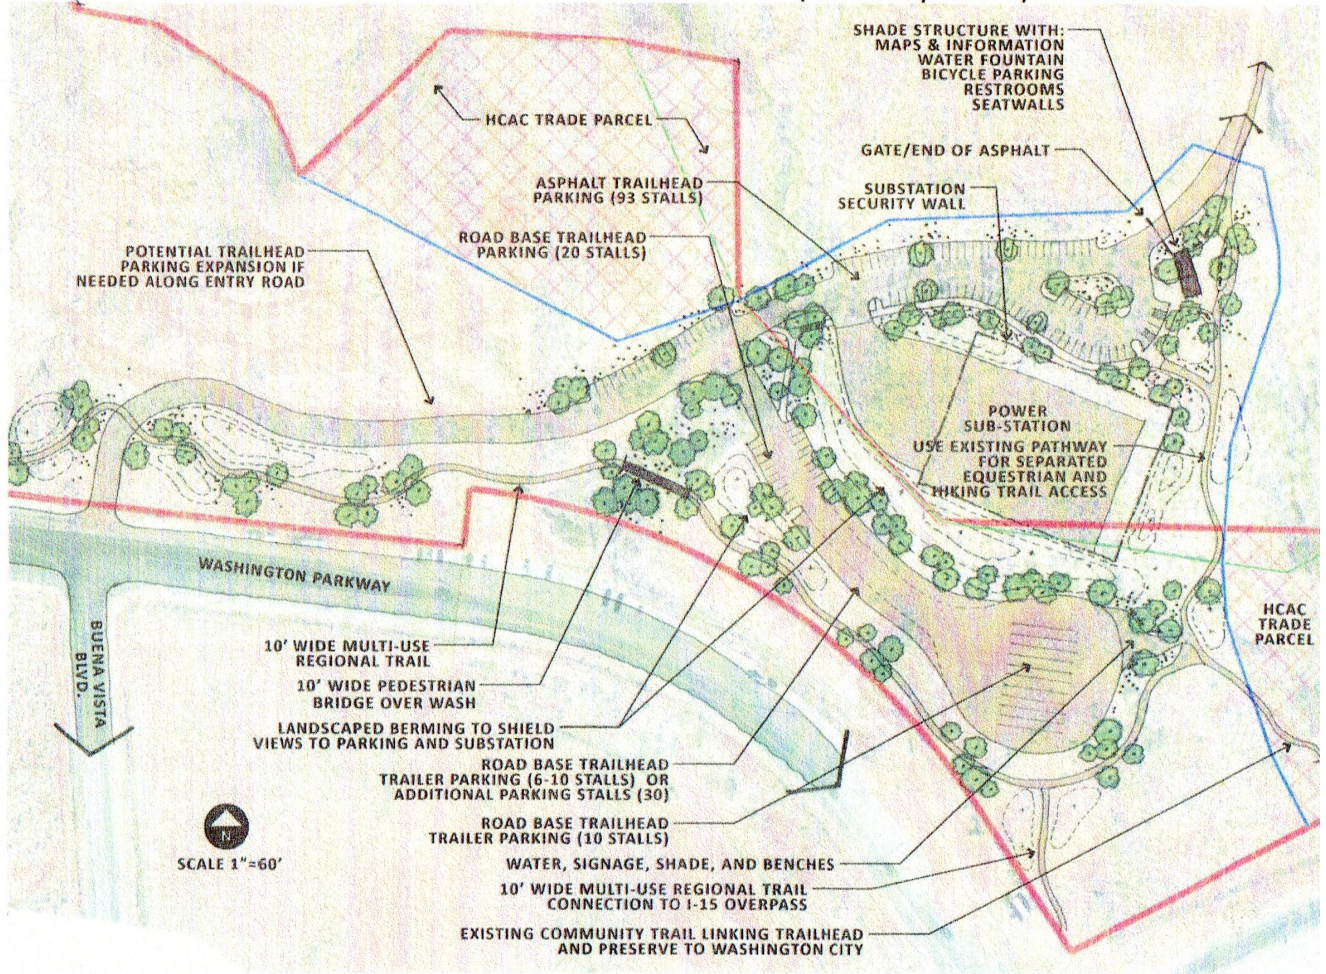 SHADE STRUCTURE WITH:
MAPS & INFORMATION
WATER FOUNTAIN
BICYCLE PARKING
RESTROOMS
SEATWALLS
HCAC TRADE PARCEL
GATE/END OF ASPHALT
ASPHALT TRAILHEAD
PARKING (93 STALLS)
SUBSTATION
SECURITY WALL
ROAD BASE TRAILHEAD
PARKING (20 STALLS)
POTENTIAL TRAILHEAD
PARKING EXPANSION IF
NEEDED ALONG ENTRY ROAD
POWER
SUB-STATION
USE EXISTING PATHWAY
FOR SEPARATED
EQUESTRIAN AND
HIKING TRAIL ACCESS
WASHINGTON PARKWAY
BUENA VISTA
BLVD.
HCAC
TRADE
PARCEL
10' WIDE MULTI-USE
REGIONAL TRAIL
10' WIDE PEDESTRIAN
BRIDGE OVER WASH
LANDSCAPED BERMING TO SHIELD
VIEWS TO PARKING AND SUBSTATION
ROAD BASE TRAILHEAD
TRAILER PARKING (6-10 STALLS) OR
ADDITIONAL PARKING STALLS (30)
ROAD BASE TRAILHEAD
TRAILER PARKING (10 STALLS)
N
SCALE 1"=60'
WATER, SIGNAGE, SHADE, AND BENCHES
10' WIDE MULTI-USE REGIONAL TRAIL
CONNECTION TO I-15 OVERPASS
EXISTING COMMUNITY TRAIL LINKING TRAILHEAD
AND PRESERVE TO WASHINGTON CITY